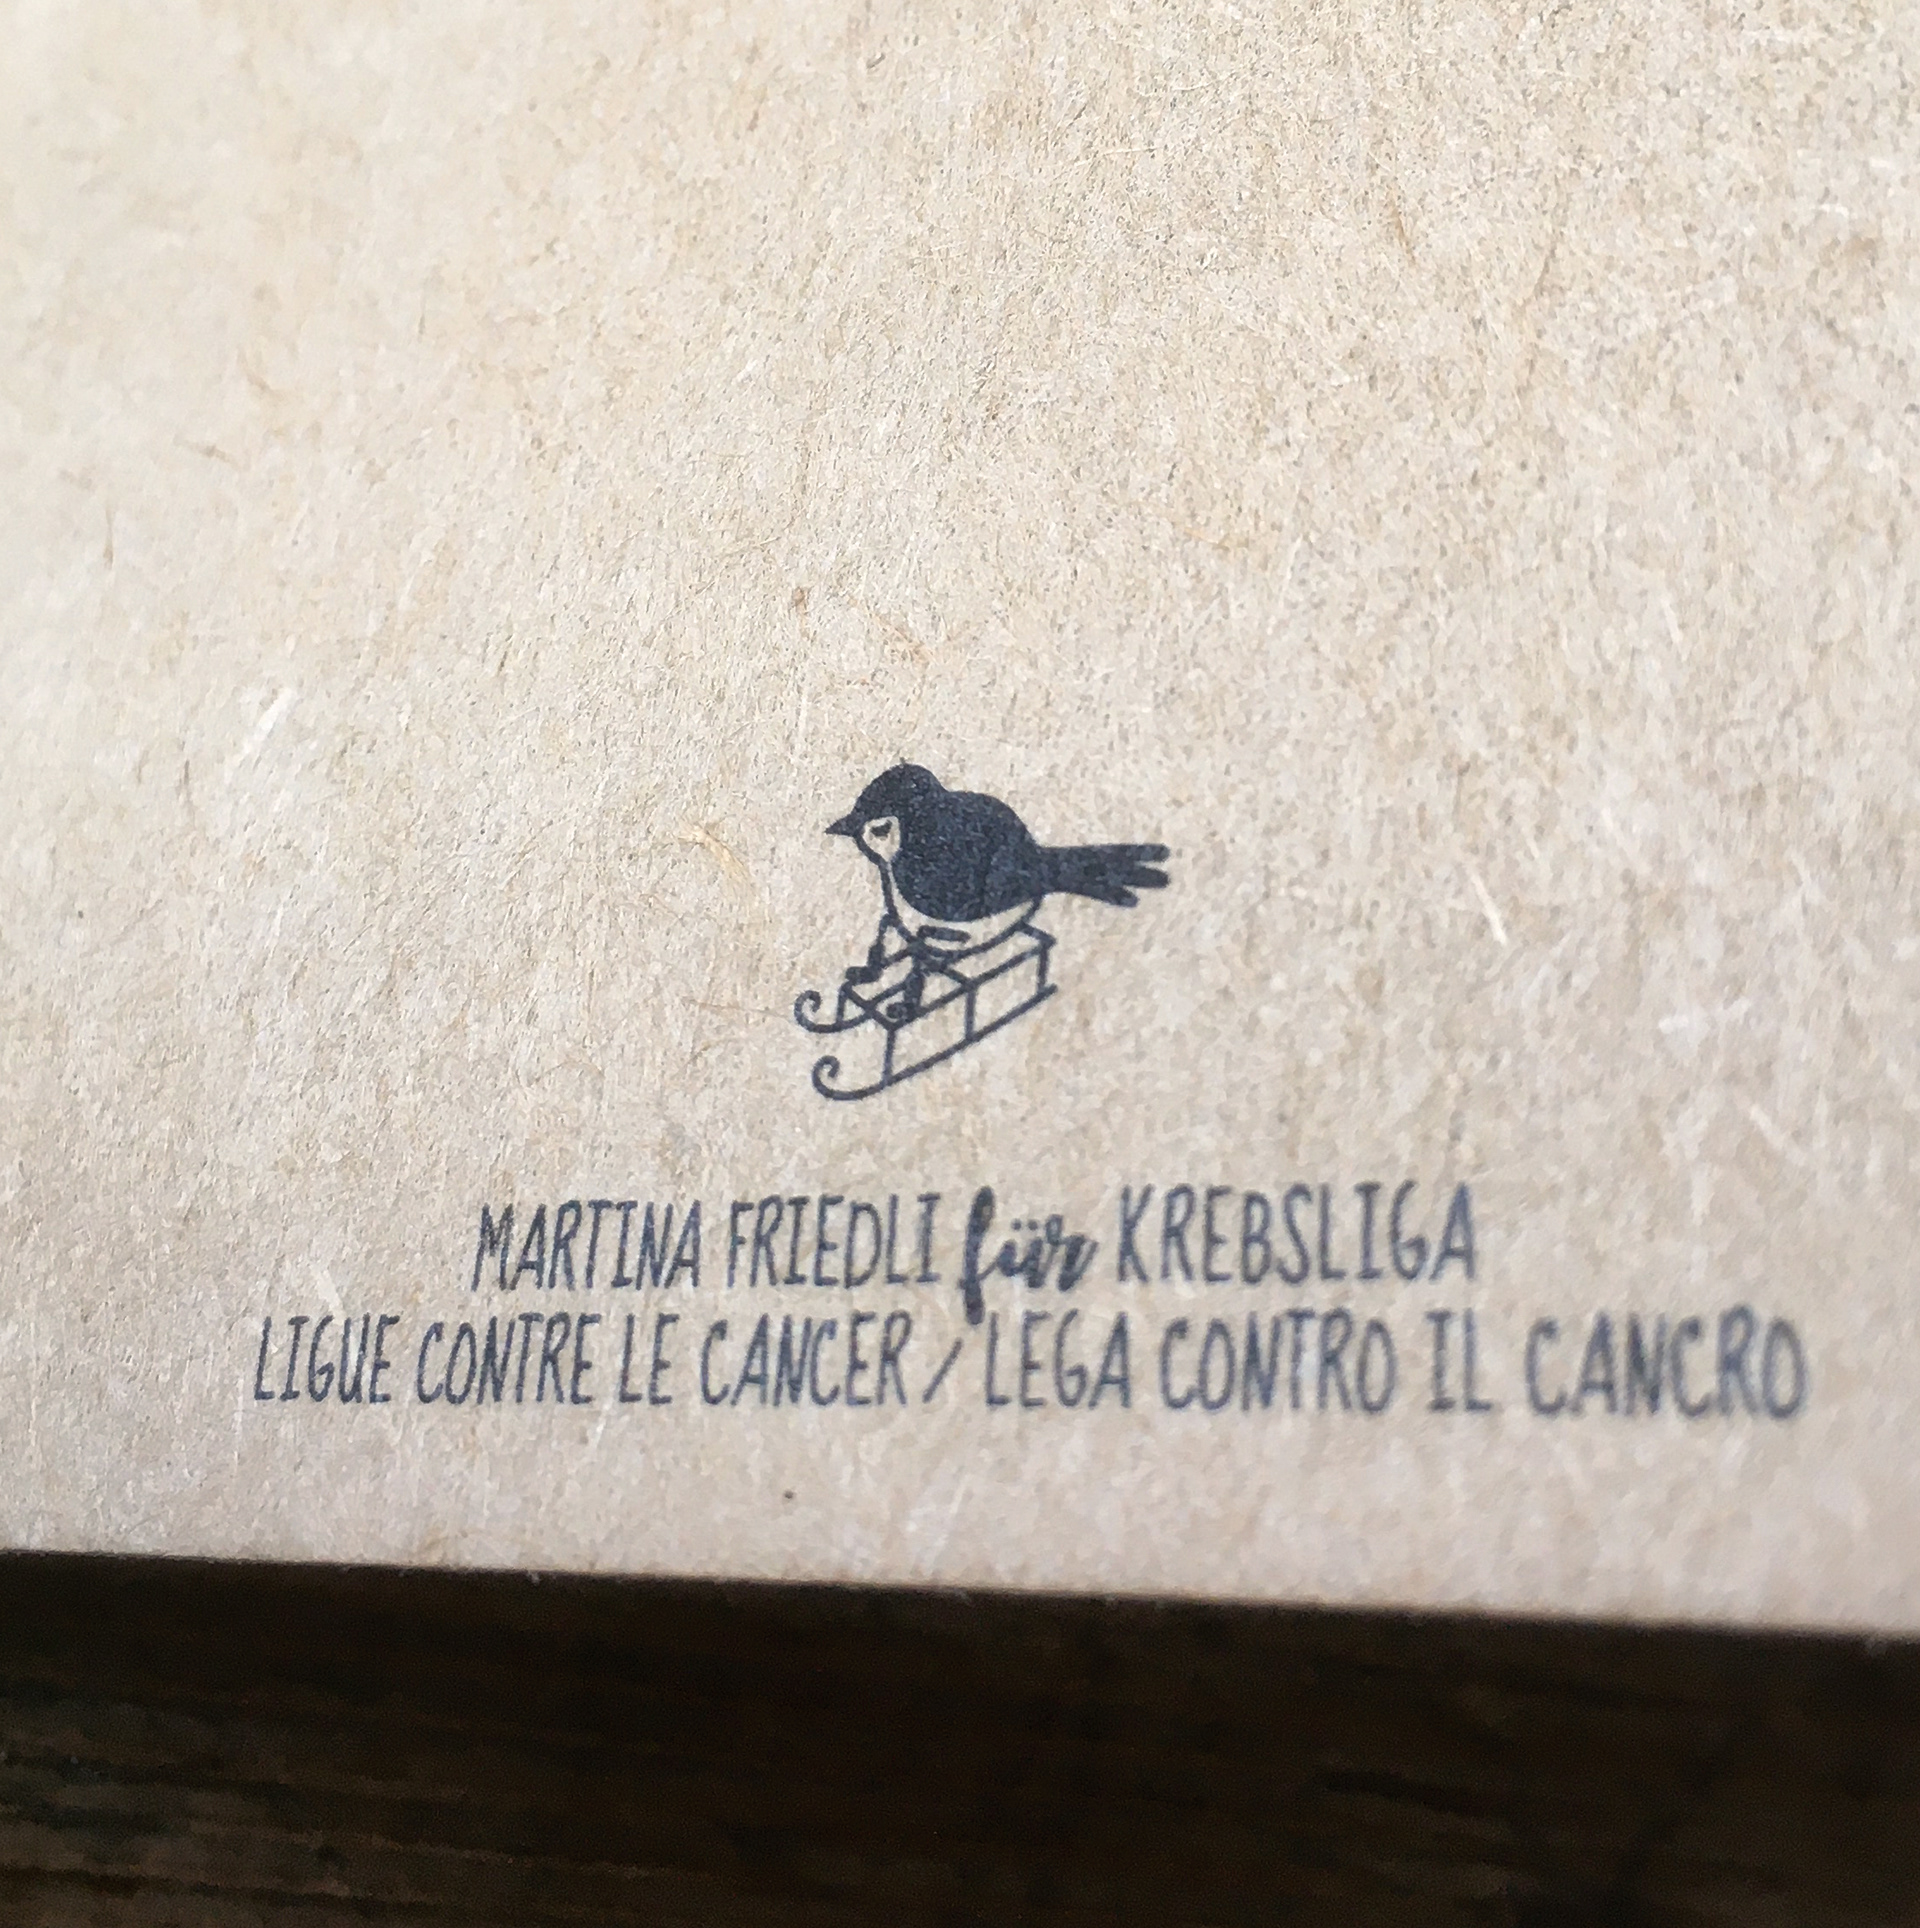 MARTINA FRIEDLI für KREBSLIGA
LIGUE CONTRE LE CANCER / LEGA CONTRO IL CANCRO